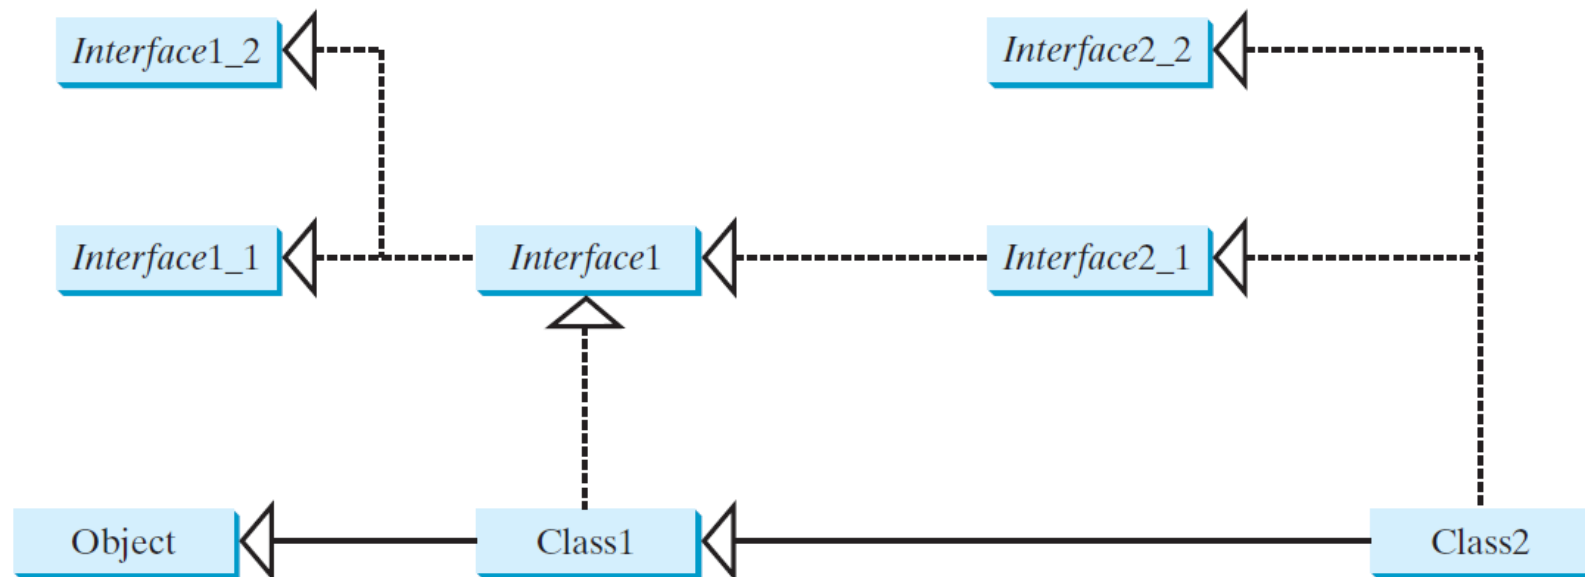 Interface1_2
Interface2_2
Interface1_1
Interface1
Interface2_1
Object
Class1
Class2